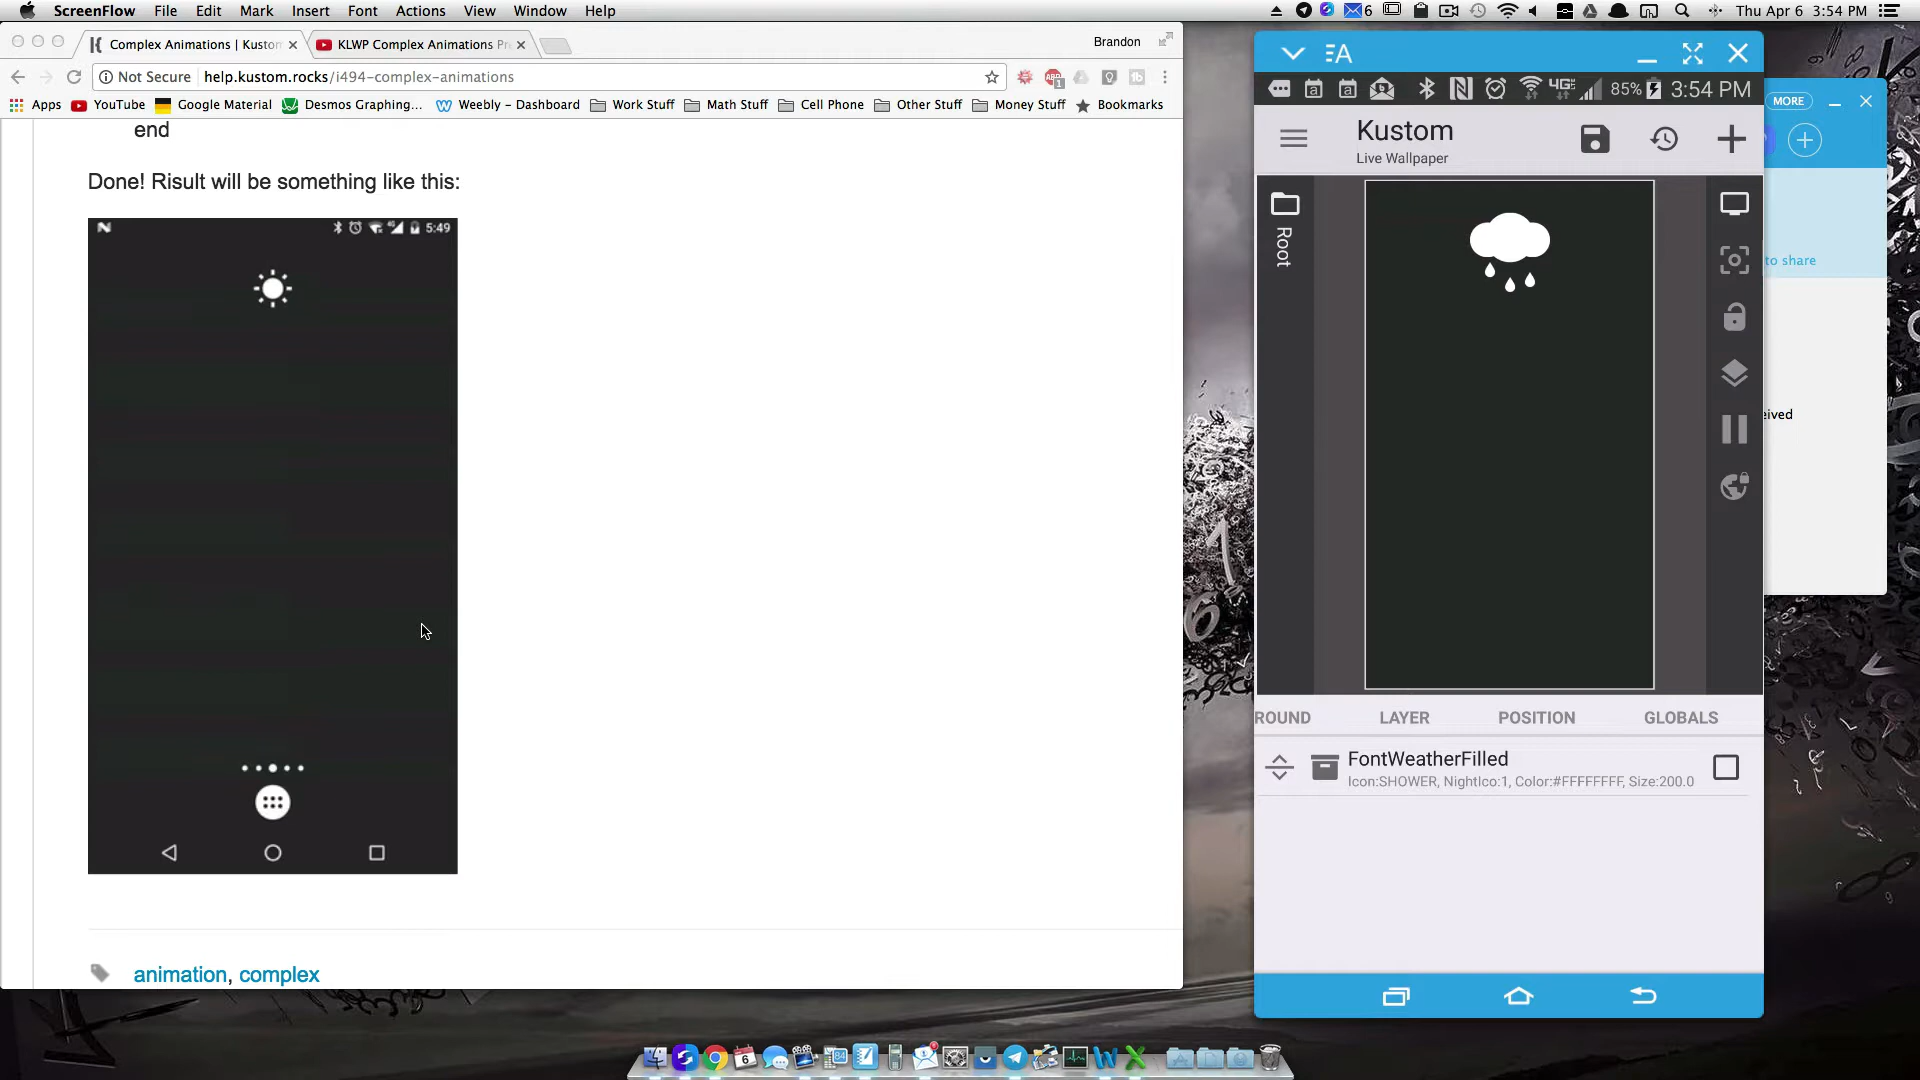 ScreenFlow File Edit Mark Insert Font Actions View Window Help
6 Thu Apr 6 3:54 PM
Complex Animations | Kustom
KLWP Complex Animations Pr
Brandon
Not Secure help.kustom.rocks/i494-complex-animations
Apps YouTube Google Material Desmos Graphing... Weebly – Dashboard Work Stuff Math Stuff Cell Phone Other Stuff Money Stuff Bookmarks
end
Done! Risult will be something like this:
5:49
animation, complex
85% 3:54 PM
Kustom
Live Wallpaper
Root
ROUND LAYER POSITION GLOBALS
FontWeatherFilled
Icon:SHOWER, NightIco:1, Color:#FFFFFFFF, Size:200.0
MORE
to share
eived